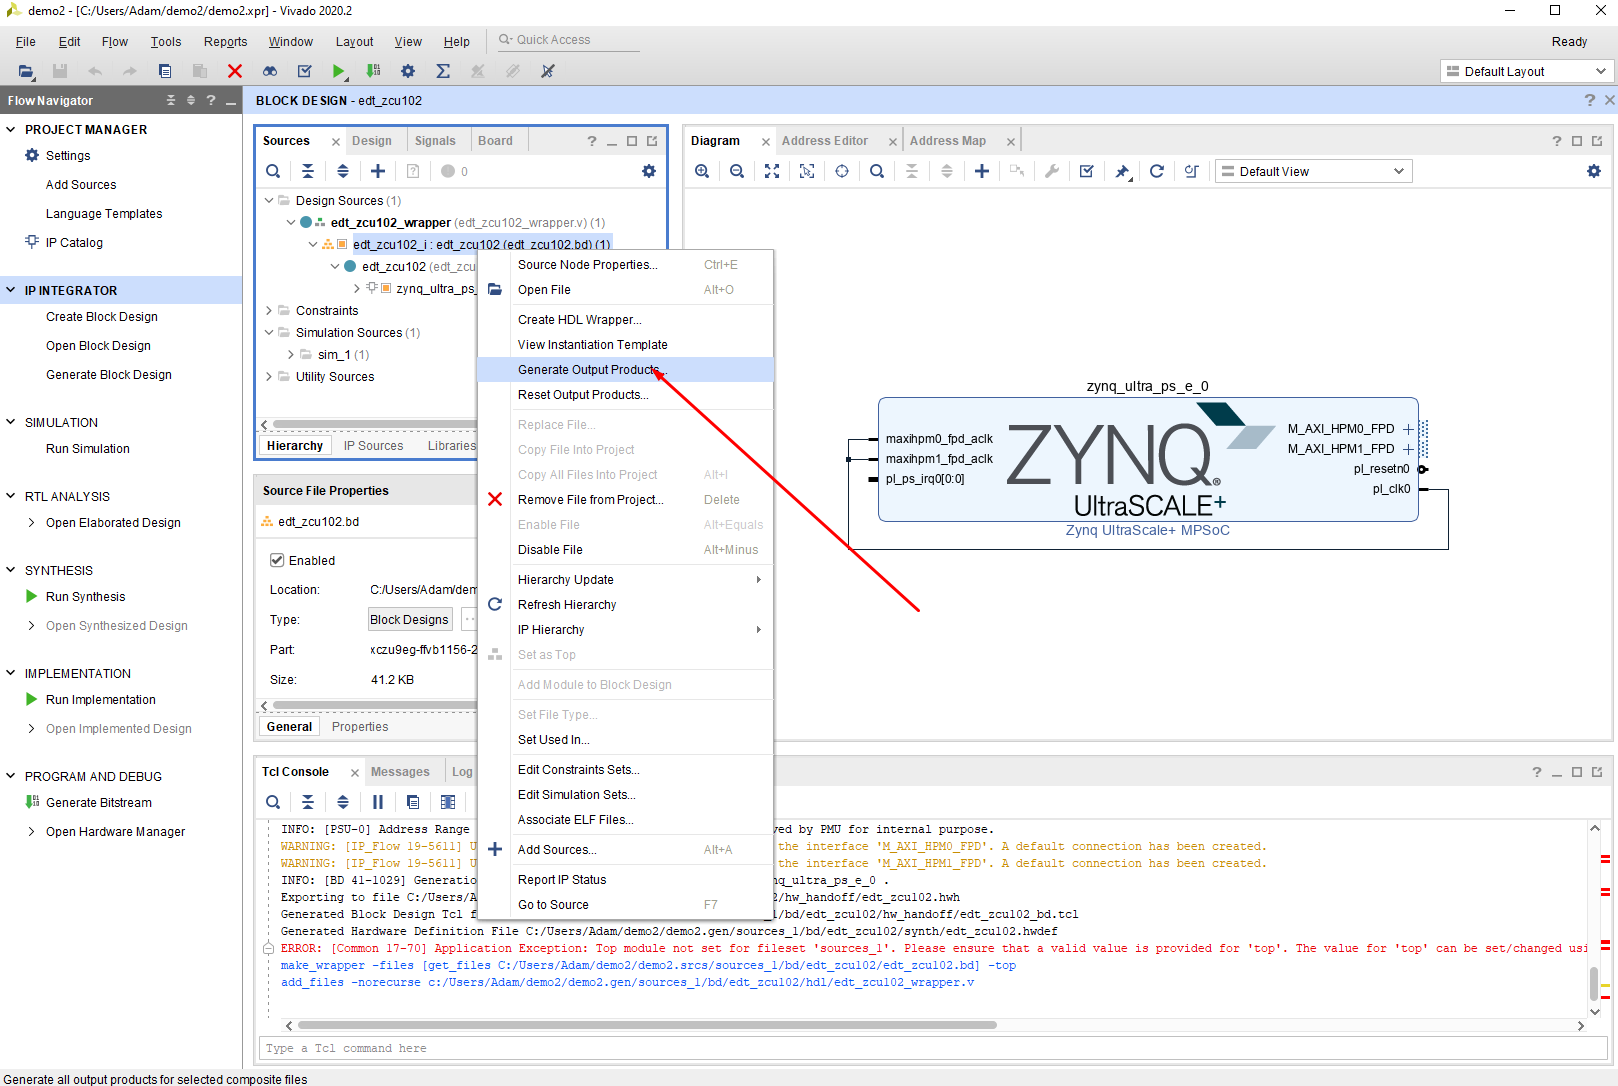 demo2 - [C:/Users/Adam/demo2/demo2.xpr] - Vivado 2020.2
File Edit Flow Tools Reports Window Layout View Help Quick Access Ready
Default Layout
Flow Navigator
PROJECT MANAGER
Settings
Add Sources
Language Templates
IP Catalog
IP INTEGRATOR
Create Block Design
Open Block Design
Generate Block Design
SIMULATION
Run Simulation
RTL ANALYSIS
Open Elaborated Design
SYNTHESIS
Run Synthesis
Open Synthesized Design
IMPLEMENTATION
Run Implementation
Open Implemented Design
PROGRAM AND DEBUG
Generate Bitstream
Open Hardware Manager
BLOCK DESIGN - edt_zcu102
Sources Design Signals Board
0
Design Sources (1)
edt_zcu102_wrapper (edt_zcu102_wrapper.v) (1)
edt_zcu102_i : edt_zcu102 (edt_zcu102.bd) (1)
edt_zcu102 (edt_zcu
zynq_ultra_ps_
Constraints
Simulation Sources (1)
sim_1 (1)
Utility Sources
Hierarchy IP Sources Libraries
Source File Properties
edt_zcu102.bd
Enabled
Location: C:/Users/Adam/dem
Type: Block Designs
Part: xczu9eg-ffvb1156-2
Size: 41.2 KB
General Properties
Source Node Properties... Ctrl+E
Open File Alt+O
Create HDL Wrapper...
View Instantiation Template
Generate Output Products...
Reset Output Products...
Replace File...
Copy File Into Project
Copy All Files Into Project Alt+I
Remove File from Project... Delete
Enable File Alt+Equals
Disable File Alt+Minus
Hierarchy Update
Refresh Hierarchy
IP Hierarchy
Set as Top
Add Module to Block Design
Set File Type...
Set Used In...
Edit Constraints Sets...
Edit Simulation Sets...
Associate ELF Files...
Add Sources... Alt+A
Report IP Status
Go to Source F7
Diagram Address Editor Address Map
Default View
zynq_ultra_ps_e_0
maxihpm0_fpd_aclk
maxihpm1_fpd_aclk
pl_ps_irq0[0:0]
ZYNQ®
UltraSCALE+
M_AXI_HPM0_FPD
M_AXI_HPM1_FPD
pl_resetn0
pl_clk0
Zynq UltraScale+ MPSoC
Tcl Console Messages Log
INFO: [PSU-0] Address Range ved by PMU for internal purpose.
WARNING: [IP_Flow 19-5611] U the interface 'M_AXI_HPM0_FPD'. A default connection has been created.
WARNING: [IP_Flow 19-5611] U the interface 'M_AXI_HPM1_FPD'. A default connection has been created.
INFO: [BD 41-1029] Generatio nq_ultra_ps_e_0 .
Exporting to file C:/Users/A 2/hw_handoff/edt_zcu102.hwh
Generated Block Design Tcl f 1/bd/edt_zcu102/hw_handoff/edt_zcu102_bd.tcl
Generated Hardware Definition File C:/Users/Adam/demo2/demo2.gen/sources_1/bd/edt_zcu102/synth/edt_zcu102.hwdef
ERROR: [Common 17-70] Application Exception: Top module not set for fileset 'sources_1'. Please ensure that a valid value is provided for 'top'. The value for 'top' can be set/changed usi
make_wrapper -files [get_files C:/Users/Adam/demo2/demo2.srcs/sources_1/bd/edt_zcu102/edt_zcu102.bd] -top
add_files -norecurse c:/Users/Adam/demo2/demo2.gen/sources_1/bd/edt_zcu102/hdl/edt_zcu102_wrapper.v
Type a Tcl command here
Generate all output products for selected composite files